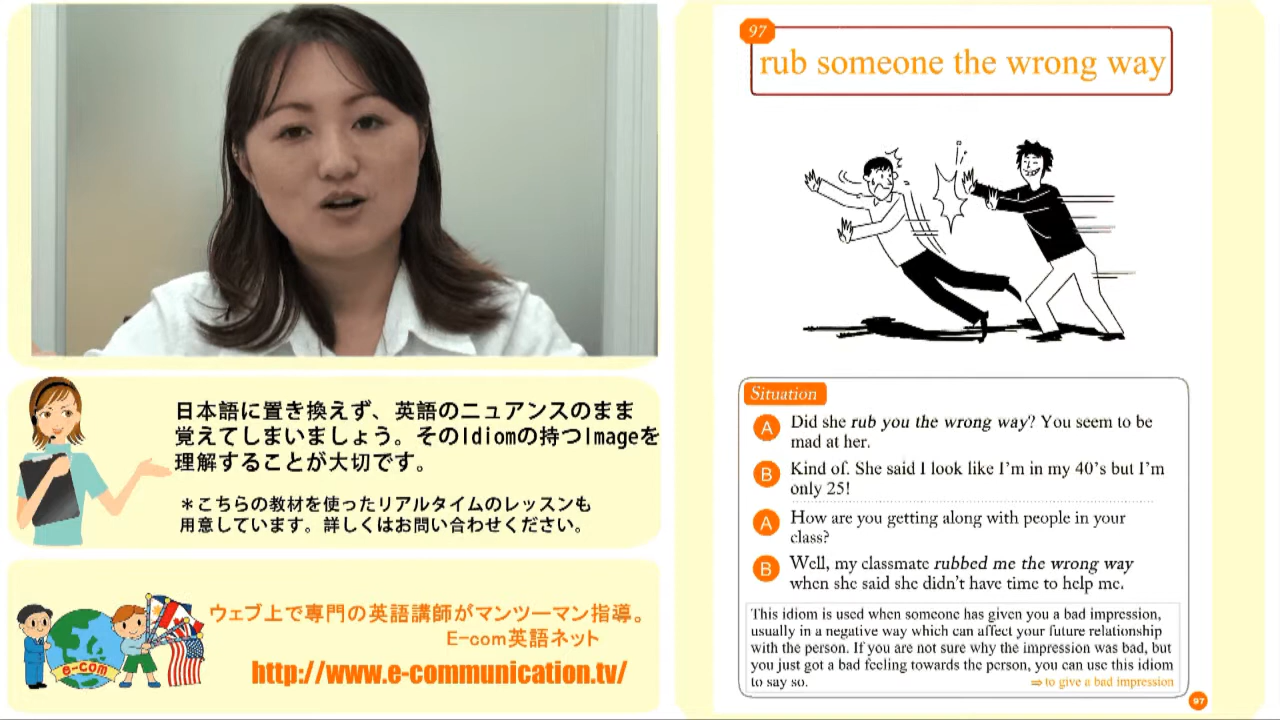 97
rub someone the wrong way
Situation
A Did she rub you the wrong way? You seem to be
mad at her.
B Kind of. She said I look like I'm in my 40's but I'm
only 25!
A How are you getting along with people in your
class?
B Well, my classmate rubbed me the wrong way
when she said she didn't have time to help me.
This idiom is used when someone has given you a bad impression,
usually in a negative way which can affect your future relationship
with the person. If you are not sure why the impression was bad, but
you just got a bad feeling towards the person, you can use this idiom
to say so.
⇒ to give a bad impression
97
日本語に置き換えず、英語のニュアンスのまま
覚えてしまいましょう。そのIdiomの持つImageを
理解することが大切です。
＊こちらの教材を使ったリアルタイムのレッスンも
用意しています。詳しくはお問い合わせください。
e-com
ウェブ上で専門の英語講師がマンツーマン指導。
E-com英語ネット
http://www.e-communication.tv/